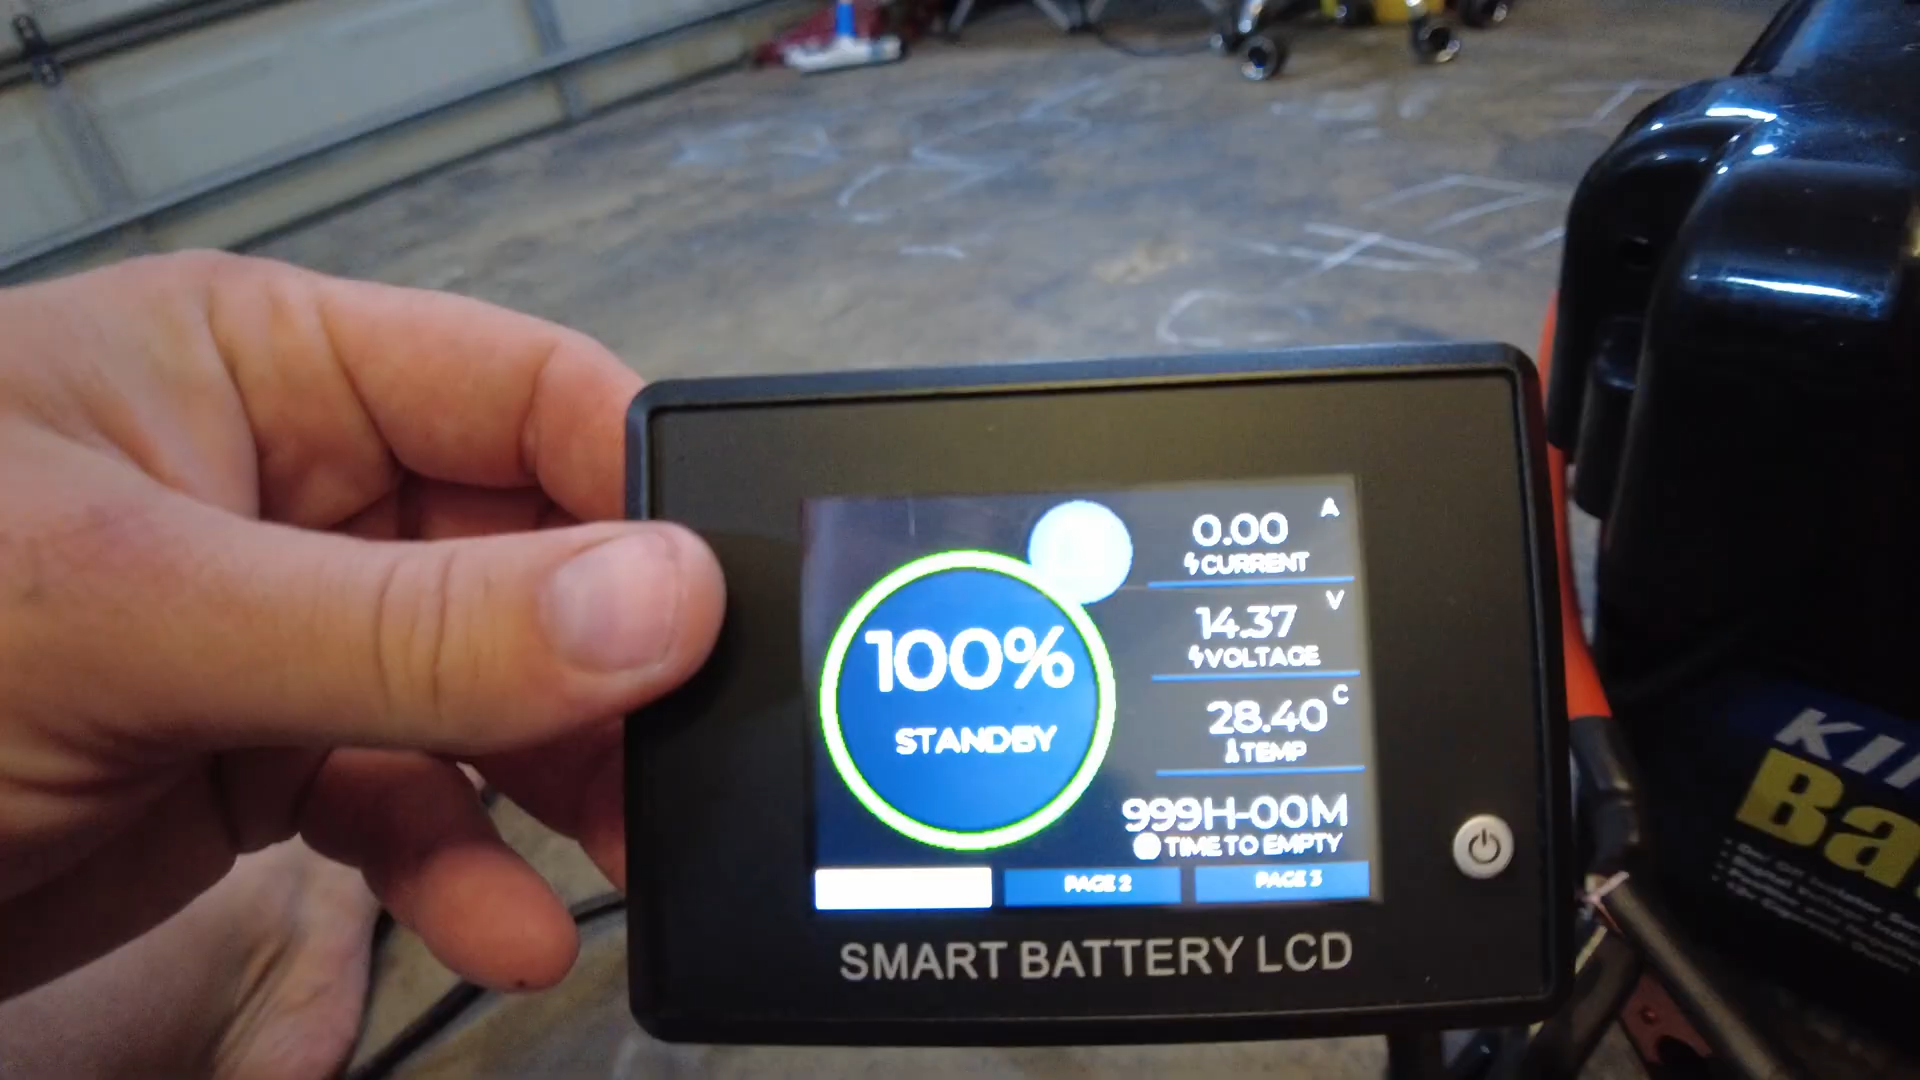 A
0.00
CURRENT
V
14.37
VOLTAGE
100%
STANDBY
C
28.40
TEMP
999H-00M
TIME TO EMPTY
PAGE 2
PAGE 3
SMART BATTERY LCD